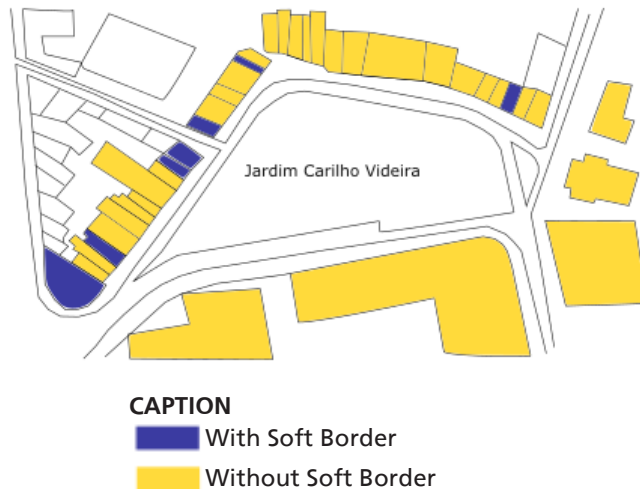 Jardim Carilho Videira
CAPTION
With Soft Border
Without Soft Border